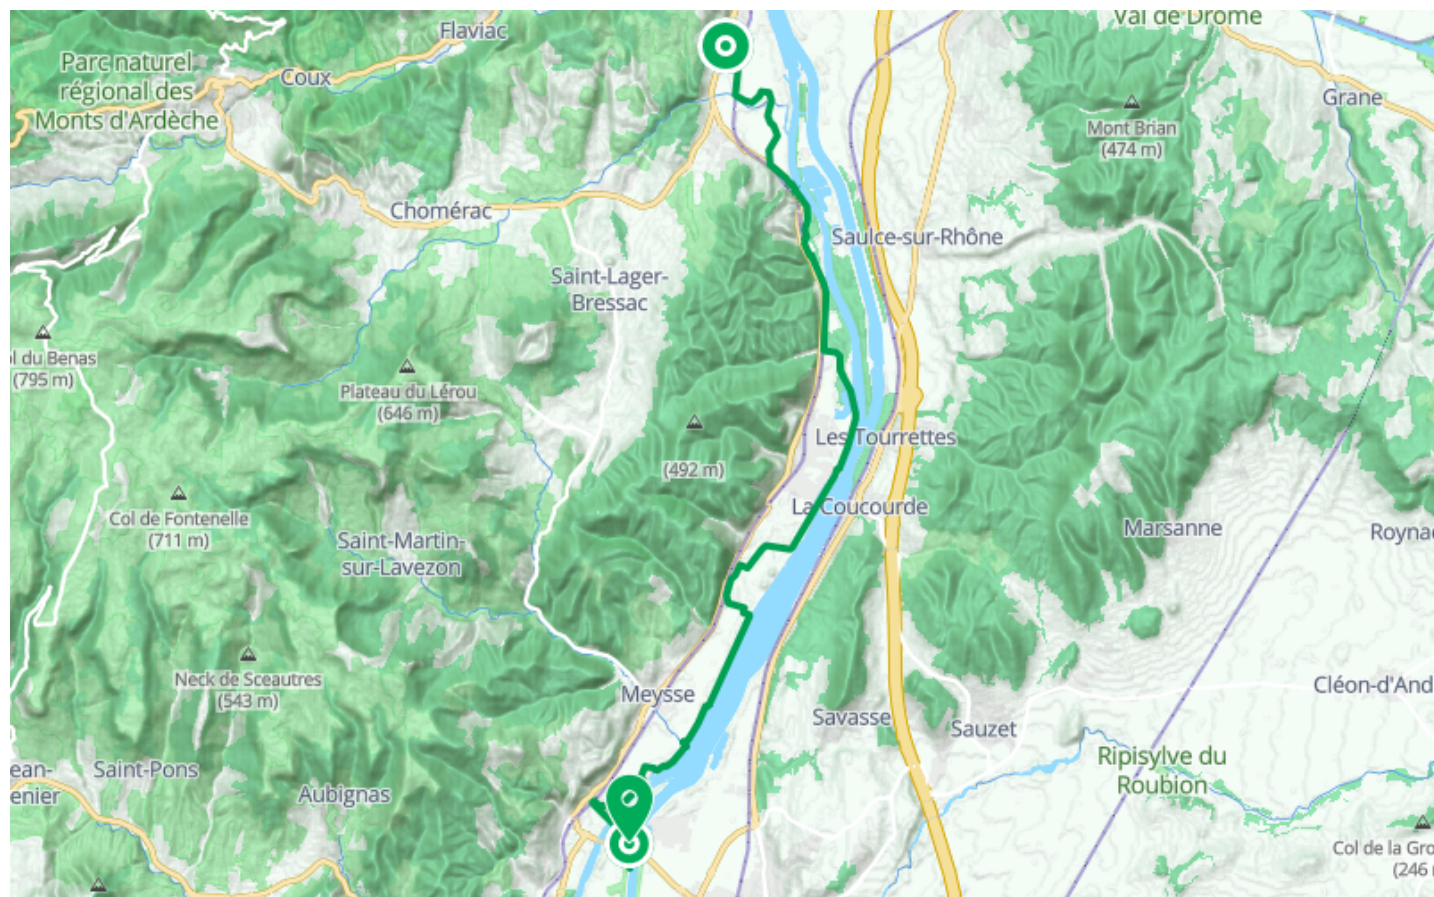 Flaviac
Val de Drôme
Parc naturel
régional des
Monts d'Ardèche
Coux
Grane
Mont Brian
(474 m)
Chomérac
Saulce-sur-Rhône
Saint-Lager-
Bressac
ol du Benas
(795 m)
Plateau du Lérou
(646 m)
Les Tourrettes
(492 m)
La Coucourde
Col de Fontenelle
(711 m)
Marsanne
Roynac
Saint-Martin-
sur-Lavezon
Neck de Sceautres
(543 m)
Meysse
Cléon-d'And
Savasse
Sauzet
Ripisylve du
Roubion
ean-
enier
Saint-Pons
Aubignas
Col de la Gro
(246 m